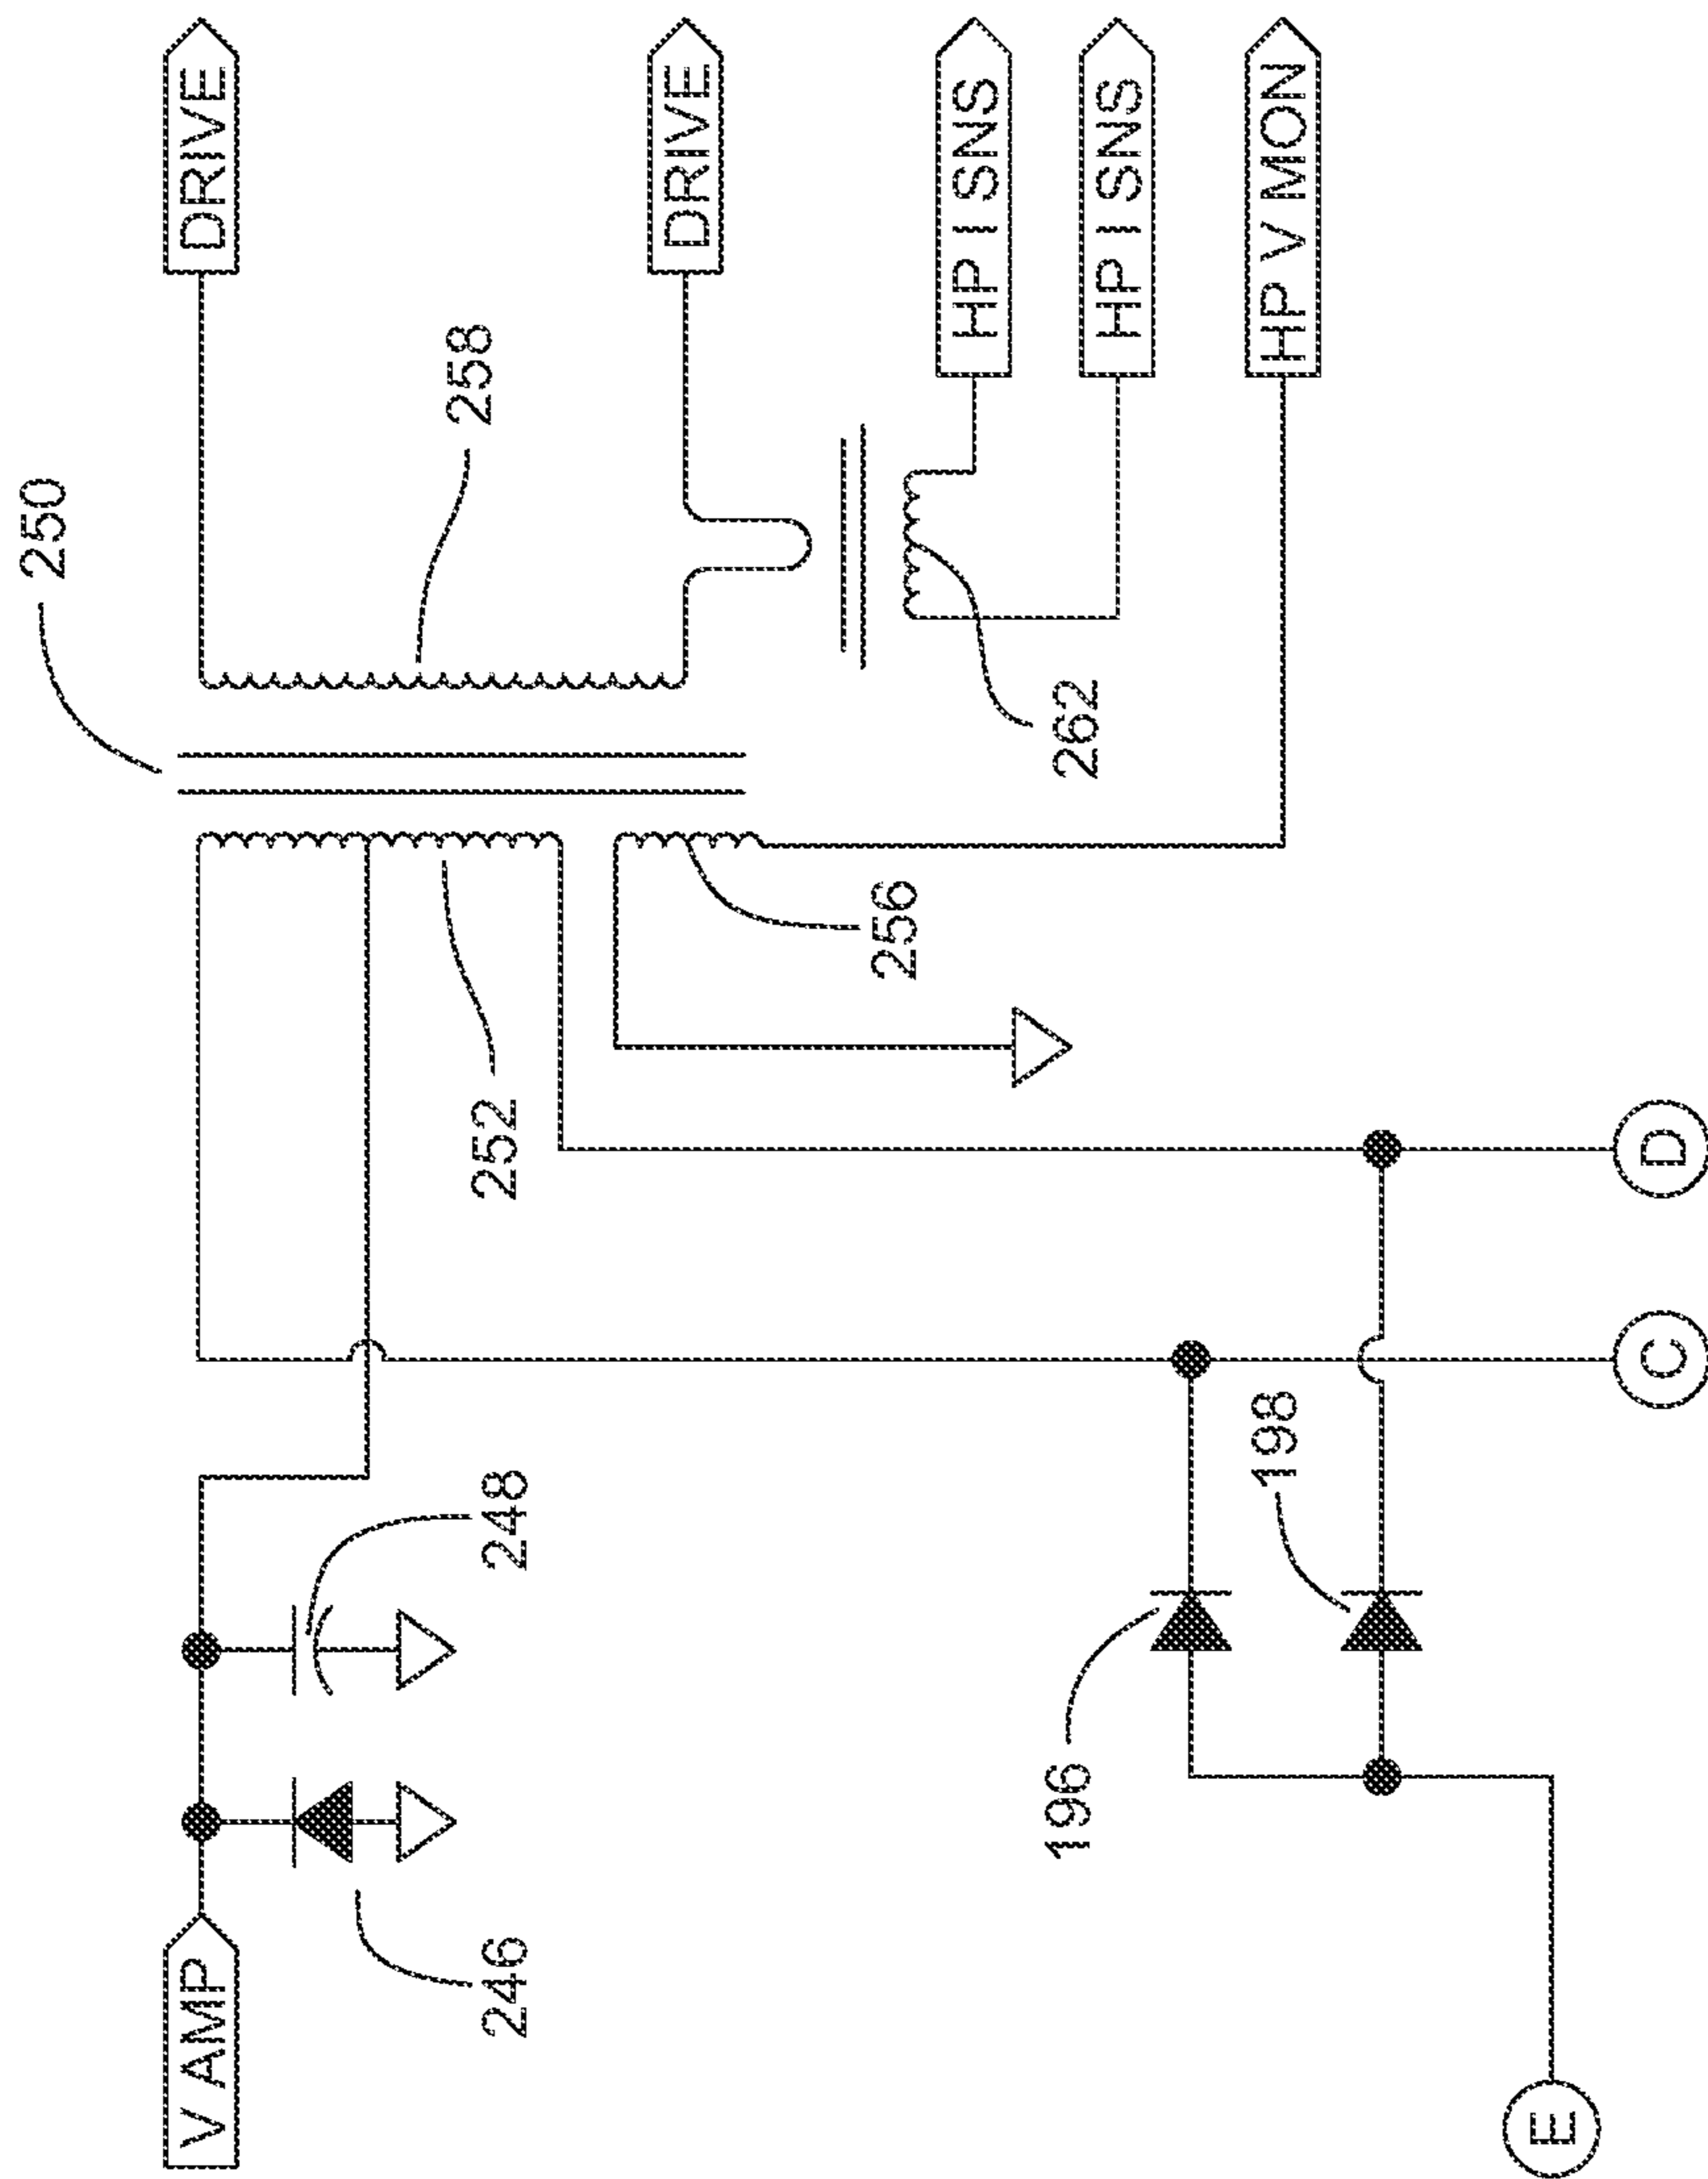 250
DRIVE
258
DRIVE
HP I SNS
HP I SNS
HP V MON
262
252
256
V AMP
246
248
196
198
C
D
E